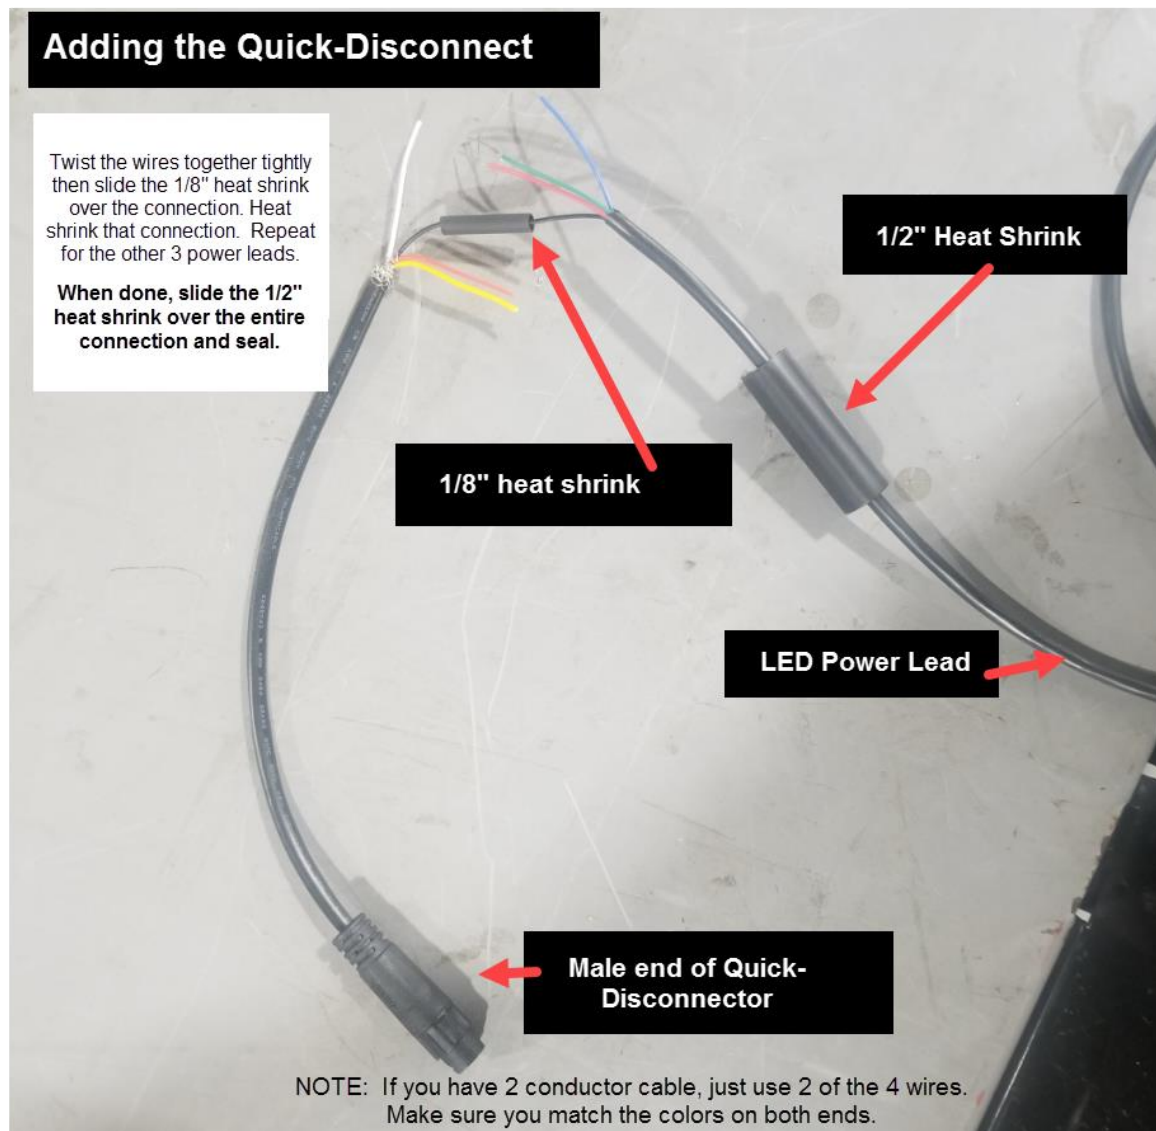 Adding the Quick-Disconnect
Twist the wires together tightly
then slide the 1/8" heat shrink
over the connection. Heat
shrink that connection.  Repeat
for the other 3 power leads.
When done, slide the 1/2"
heat shrink over the entire
connection and seal.
1/2" Heat Shrink
1/8" heat shrink
LED Power Lead
Male end of Quick-
Disconnector
NOTE:  If you have 2 conductor cable, just use 2 of the 4 wires.
Make sure you match the colors on both ends.